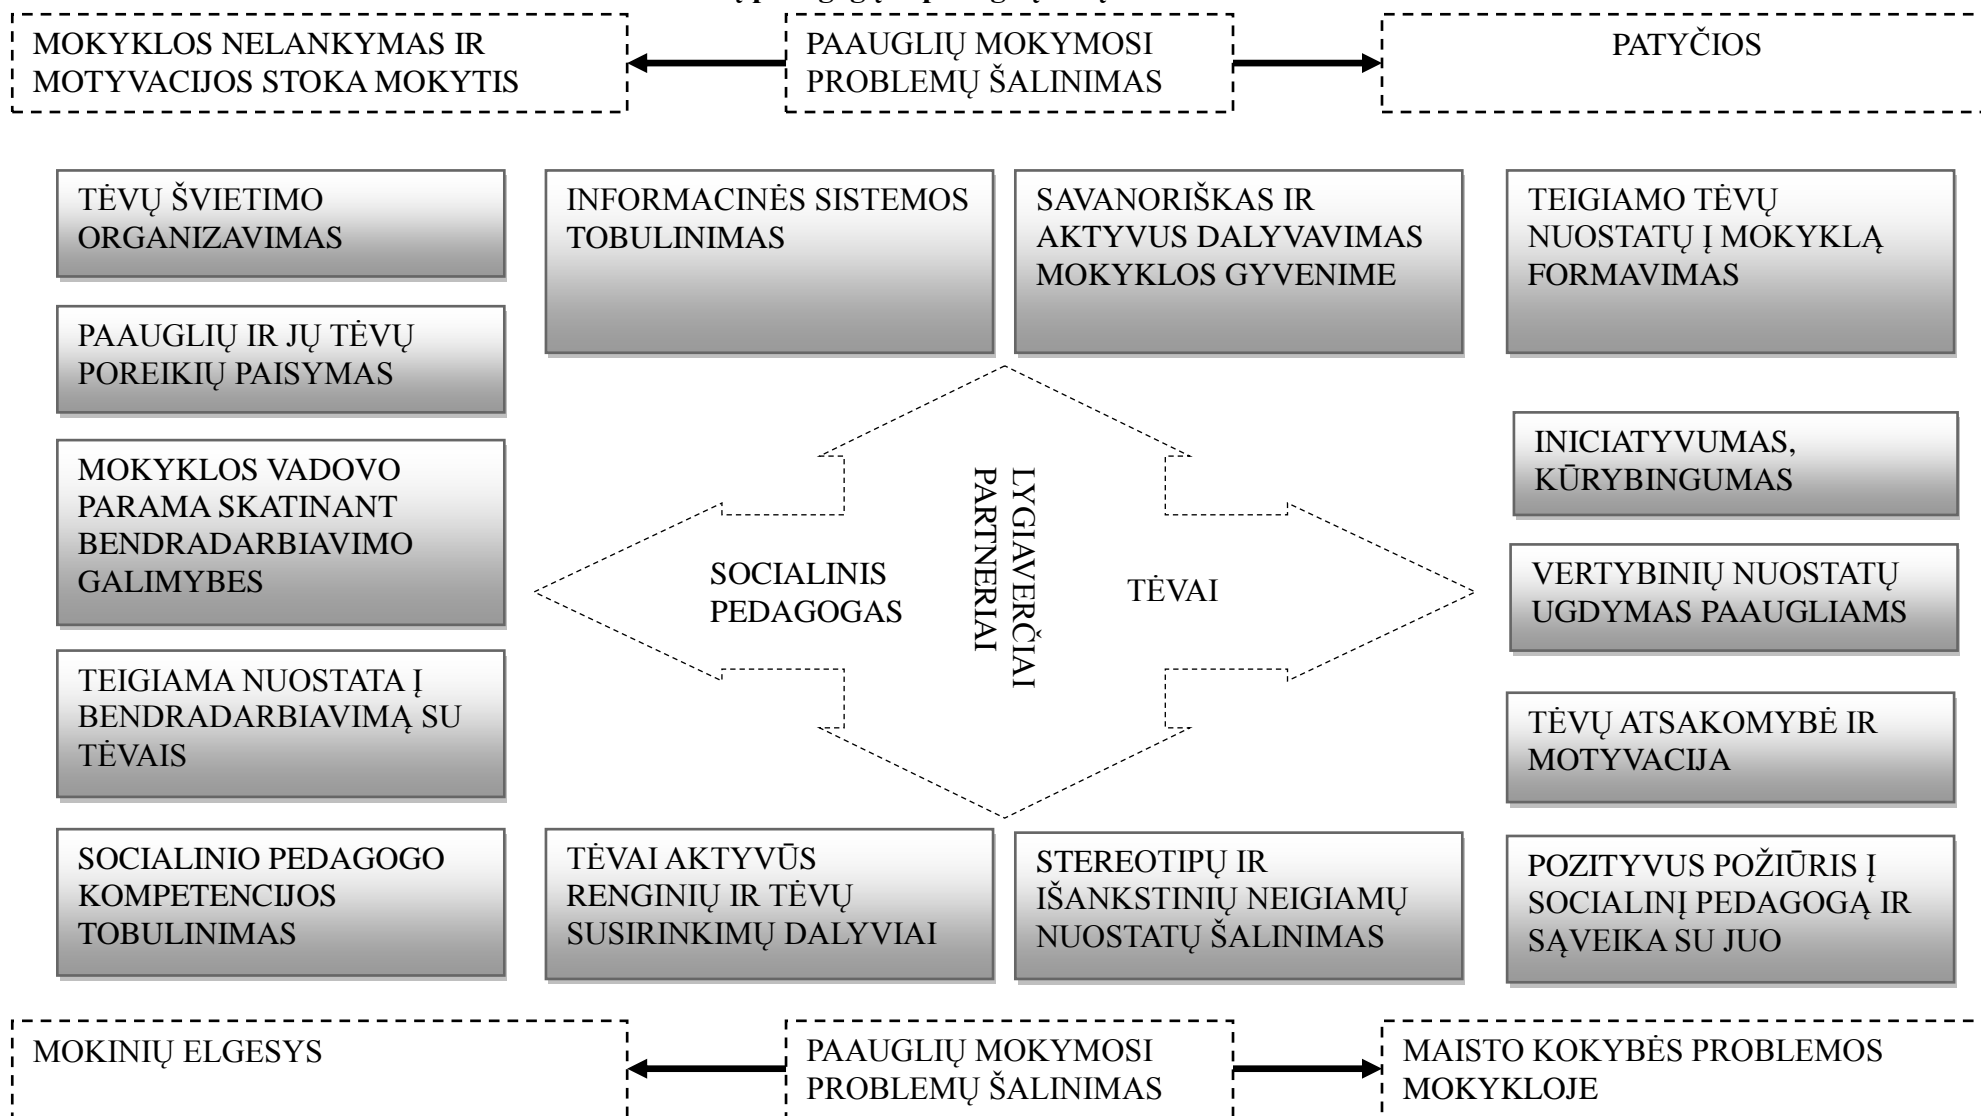 MOKYKLOS NELANKYMAS IR
MOTYVACIJOS STOKA MOKYTIS
PAAUGLIŲ MOKYMOSI
PROBLEMŲ ŠALINIMAS
PATYČIOS
TĖVŲ ŠVIETIMO
ORGANIZAVIMAS
INFORMACINĖS SISTEMOS
TOBULINIMAS
SAVANORIŠKAS IR
AKTYVUS DALYVAVIMAS
MOKYKLOS GYVENIME
TEIGIAMO TĖVŲ
NUOSTATŲ Į MOKYKLĄ
FORMAVIMAS
PAAUGLIŲ IR JŲ TĖVŲ
POREIKIŲ PAISYMAS
MOKYKLOS VADOVO
PARAMA SKATINANT
BENDRADARBIAVIMO
GALIMYBES
TEIGIAMA NUOSTATA Į
BENDRADARBIAVIMĄ SU
TĖVAIS
SOCIALINIS
PEDAGOGAS
LYGIAVERČIAI
PARTNERIAI
TĖVAI
INICIATYVUMAS,
KŪRYBINGUMAS
VERTYBINIŲ NUOSTATŲ
UGDYMAS PAAUGLIAMS
TĖVŲ ATSAKOMYBĖ IR
MOTYVACIJA
SOCIALINIO PEDAGOGO
KOMPETENCIJOS
TOBULINIMAS
TĖVAI AKTYVŪS
RENGINIŲ IR TĖVŲ
SUSIRINKIMŲ DALYVIAI
STEREOTIPŲ IR
IŠANKSTINIŲ NEIGIAMŲ
NUOSTATŲ ŠALINIMAS
POZITYVUS POŽIŪRIS Į
SOCIALINĮ PEDAGOGĄ IR
SĄVEIKA SU JUO
MOKINIŲ ELGESYS
PAAUGLIŲ MOKYMOSI
PROBLEMŲ ŠALINIMAS
MAISTO KOKYBĖS PROBLEMOS
MOKYKLOJE